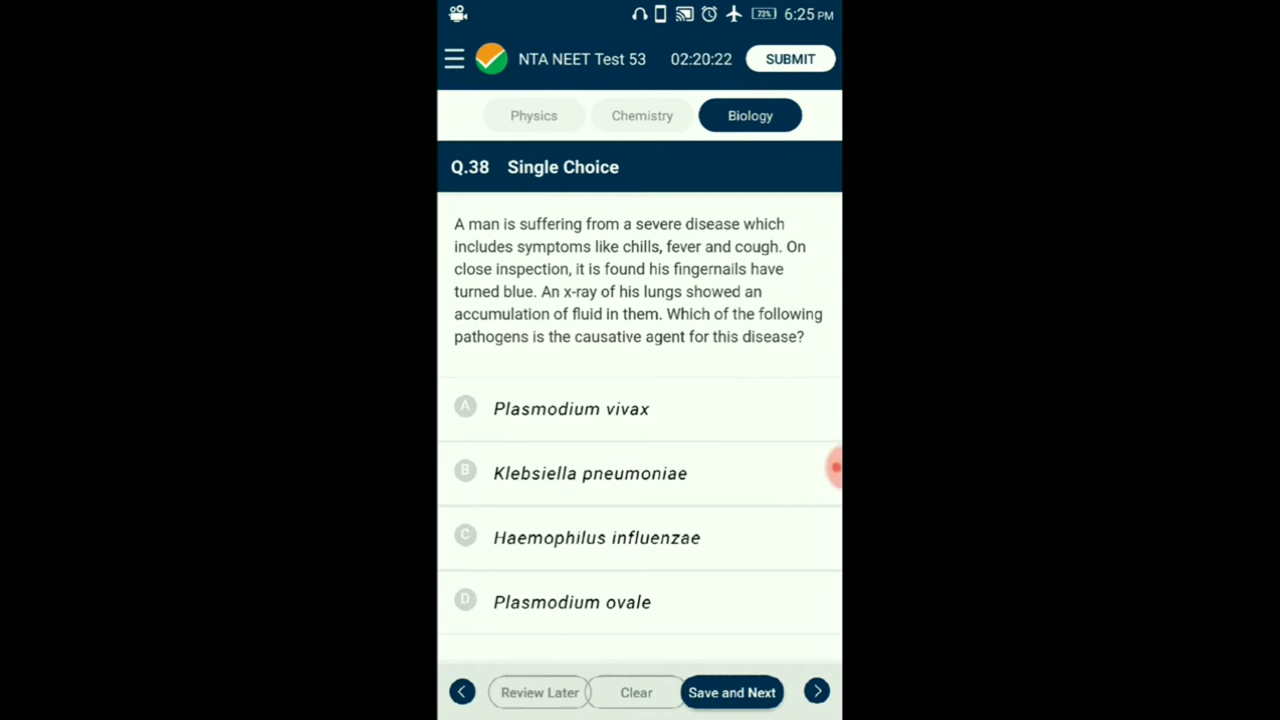 73% 6:25 PM
NTA NEET Test 53 02:20:22 SUBMIT
Physics Chemistry Biology
Q.38 Single Choice
A man is suffering from a severe disease which
includes symptoms like chills, fever and cough. On
close inspection, it is found his fingernails have
turned blue. An x-ray of his lungs showed an
accumulation of fluid in them. Which of the following
pathogens is the causative agent for this disease?
A Plasmodium vivax
B Klebsiella pneumoniae
C Haemophilus influenzae
D Plasmodium ovale
Review Later Clear Save and Next